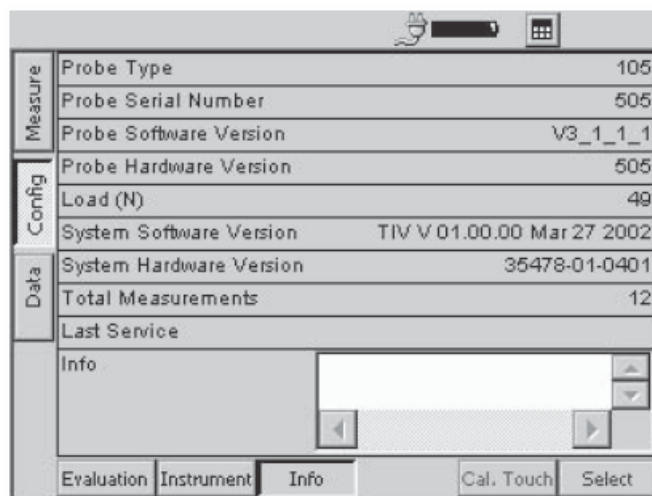 Measure
Config
Data
Probe Type 105
Probe Serial Number 505
Probe Software Version V3_1_1_1
Probe Hardware Version 505
Load (N) 49
System Software Version TIV V 01.00.00 Mar 27 2002
System Hardware Version 35478-01-0401
Total Measurements 12
Last Service
Info
Evaluation Instrument Info Cal. Touch Select